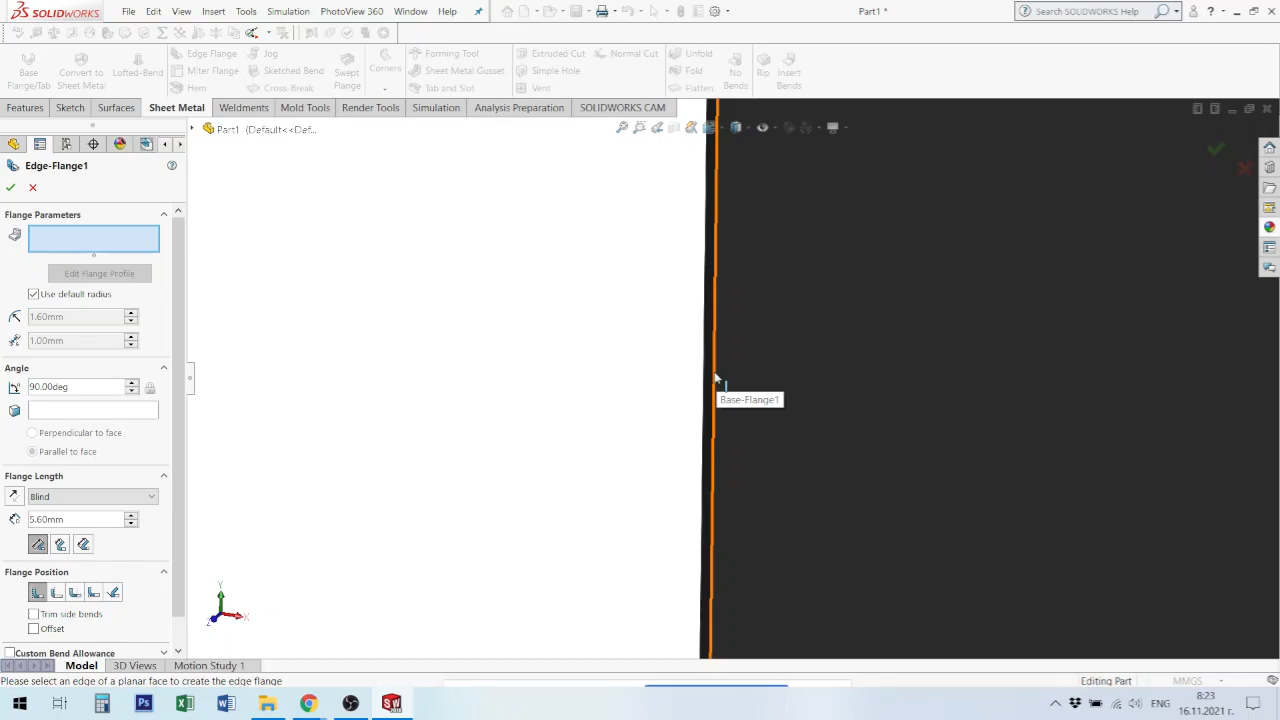 SOLIDWORKS File Edit View Insert Tools Simulation PhotoView 360 Window Help Part1 * Search SOLIDWORKS Help
Base Flange/Tab
Convert to Sheet Metal
Lofted-Bend
Edge Flange
Miter Flange
Hem
Jog
Sketched Bend
Cross-Break
Swept Flange
Corners
Forming Tool
Sheet Metal Gusset
Tab and Slot
Extruded Cut
Simple Hole
Vent
Normal Cut
Unfold
Fold
Flatten
No Bends
Rip
Insert Bends
Features Sketch Surfaces Sheet Metal Weldments Mold Tools Render Tools Simulation Analysis Preparation SOLIDWORKS CAM
Part1 (Default<<Def...
Edge-Flange1
Flange Parameters
Edit Flange Profile
Use default radius
1.60mm
1.00mm
Angle
90.00deg
Perpendicular to face
Parallel to face
Flange Length
Blind
5.60mm
Flange Position
Trim side bends
Offset
Custom Bend Allowance
Base-Flange1
Y
X
Z
Model 3D Views Motion Study 1
Please select an edge of a planar face to create the edge flange Editing Part MMGS
ENG
8:23
16.11.2021 г.